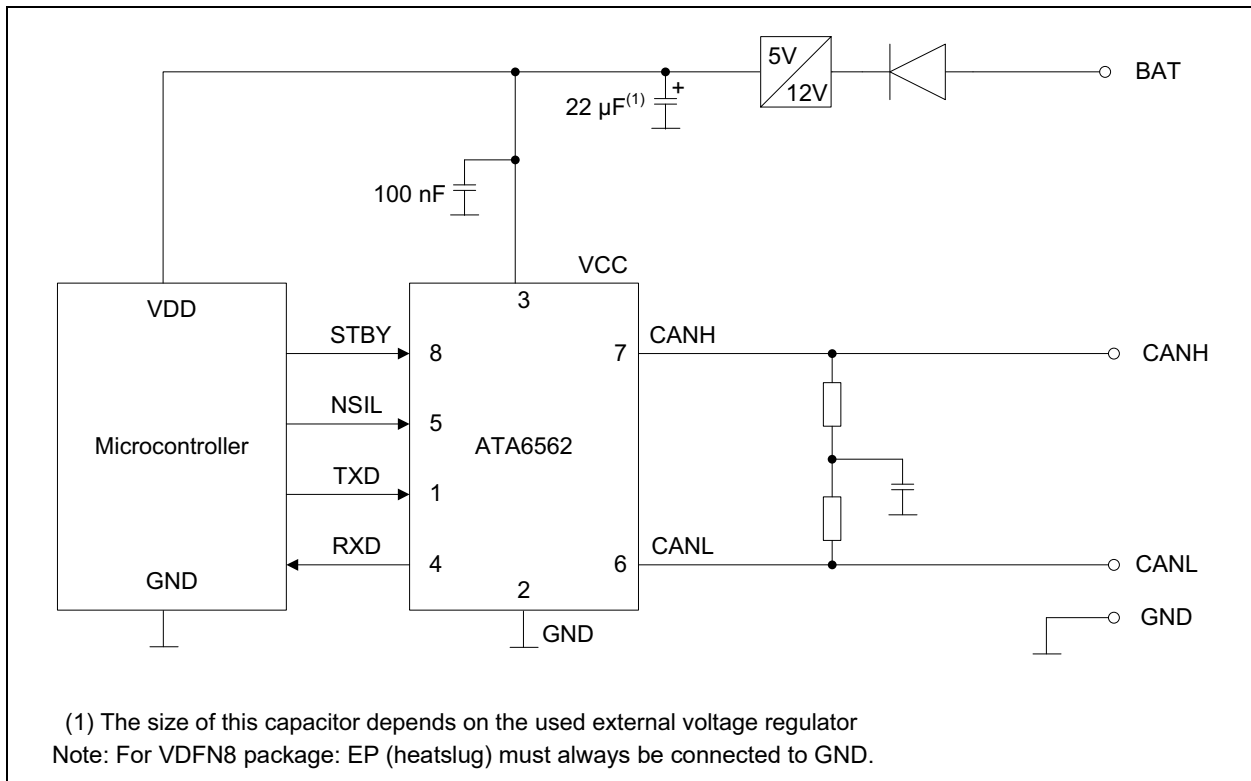 5V
12V
BAT
22 µF(1)
+
100 nF
VCC
VDD
3
STBY
8
CANH
7
CANH
NSIL
5
Microcontroller
ATA6562
TXD
1
RXD
4
CANL
6
CANL
GND
2
GND
GND
(1) The size of this capacitor depends on the used external voltage regulator
Note: For VDFN8 package: EP (heatslug) must always be connected to GND.